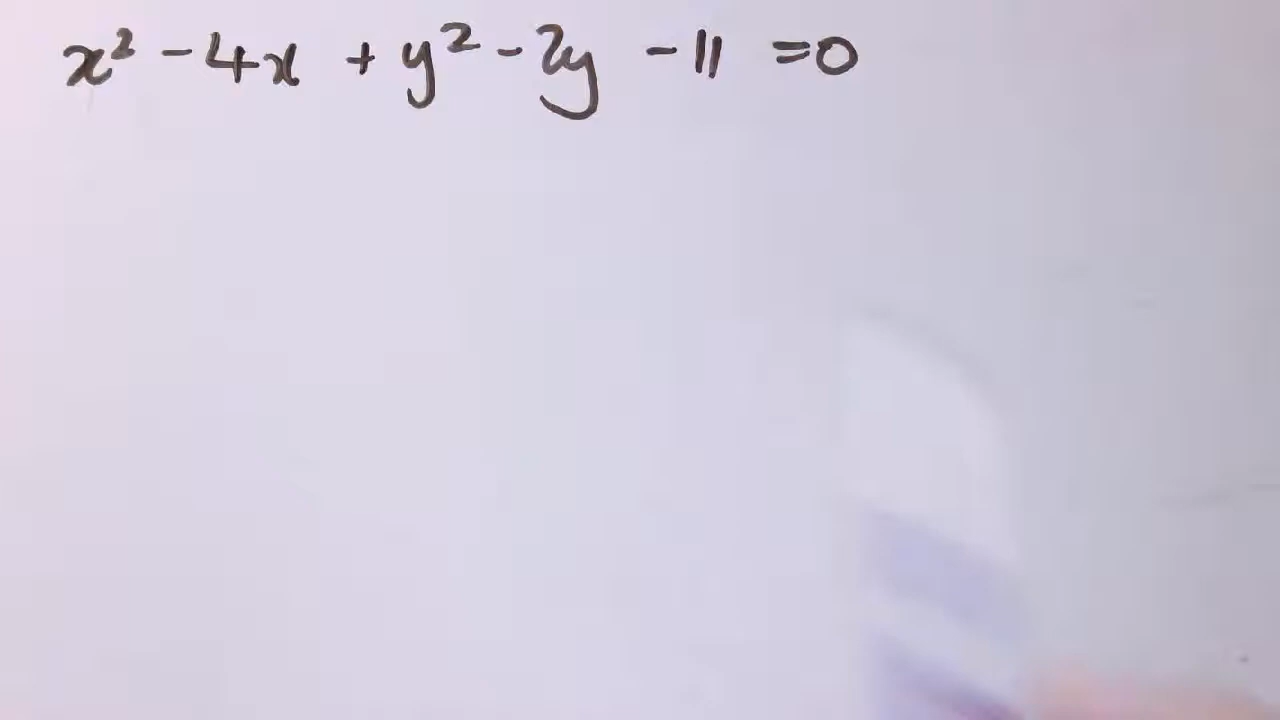 x² - 4x + y² - 2y - 11 = 0